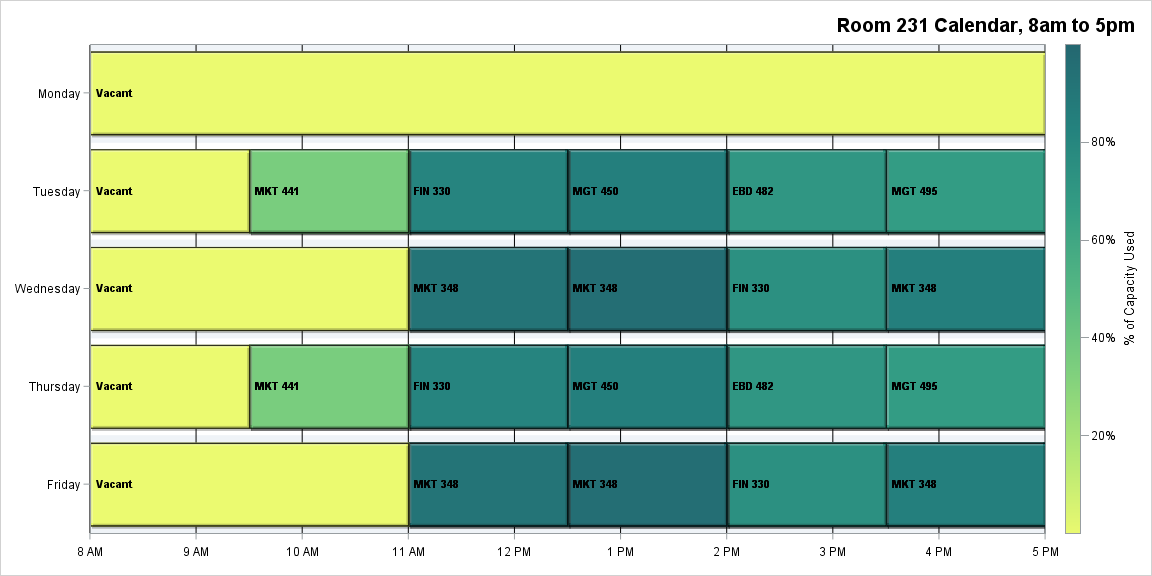 Room 231 Calendar, 8am to 5pm
Monday
Vacant
Tuesday
Vacant
MKT 441
FIN 330
MGT 450
EBD 482
MGT 495
Wednesday
Vacant
MKT 348
MKT 348
FIN 330
MKT 348
Thursday
Vacant
MKT 441
FIN 330
MGT 450
EBD 482
MGT 495
Friday
Vacant
MKT 348
MKT 348
FIN 330
MKT 348
8 AM
9 AM
10 AM
11 AM
12 PM
1 PM
2 PM
3 PM
4 PM
5 PM
80%
60%
40%
20%
% of Capacity Used